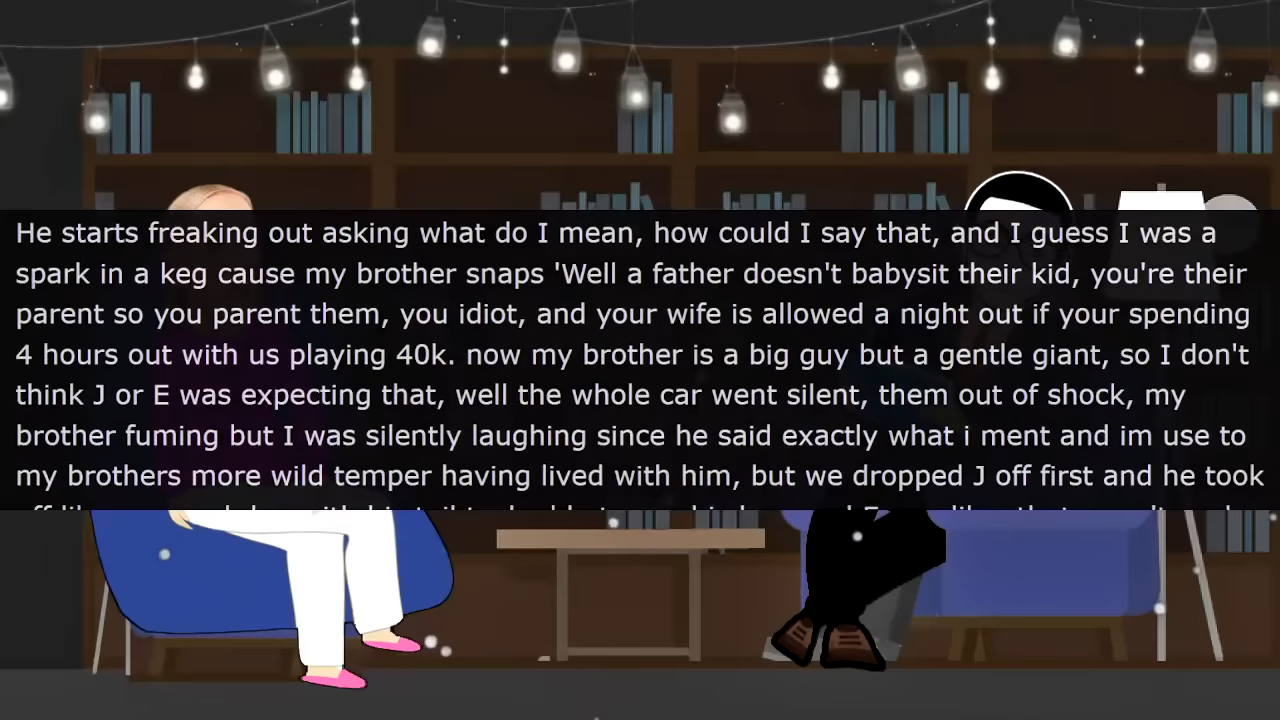 He starts freaking out asking what do I mean, how could I say that, and I guess I was a
spark in a keg cause my brother snaps 'Well a father doesn't babysit their kid, you're their
parent so you parent them, you idiot, and your wife is allowed a night out if your spending
4 hours out with us playing 40k. now my brother is a big guy but a gentle giant, so I don't
think J or E was expecting that, well the whole car went silent, them out of shock, my
brother fuming but I was silently laughing since he said exactly what i ment and im use to
my brothers more wild temper having lived with him, but we dropped J off first and he took